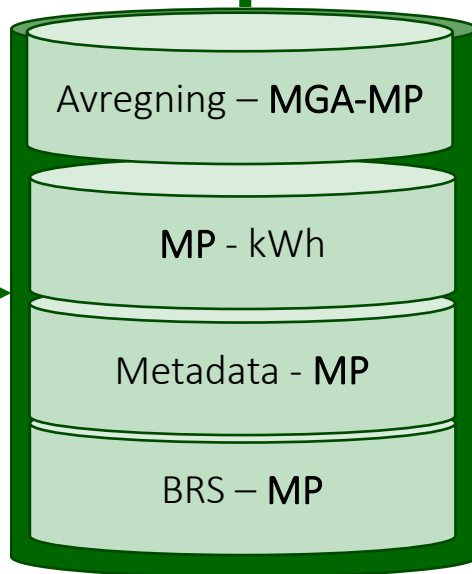 Avregning – MGA-MP
MP - kWh
Metadata - MP
BRS – MP